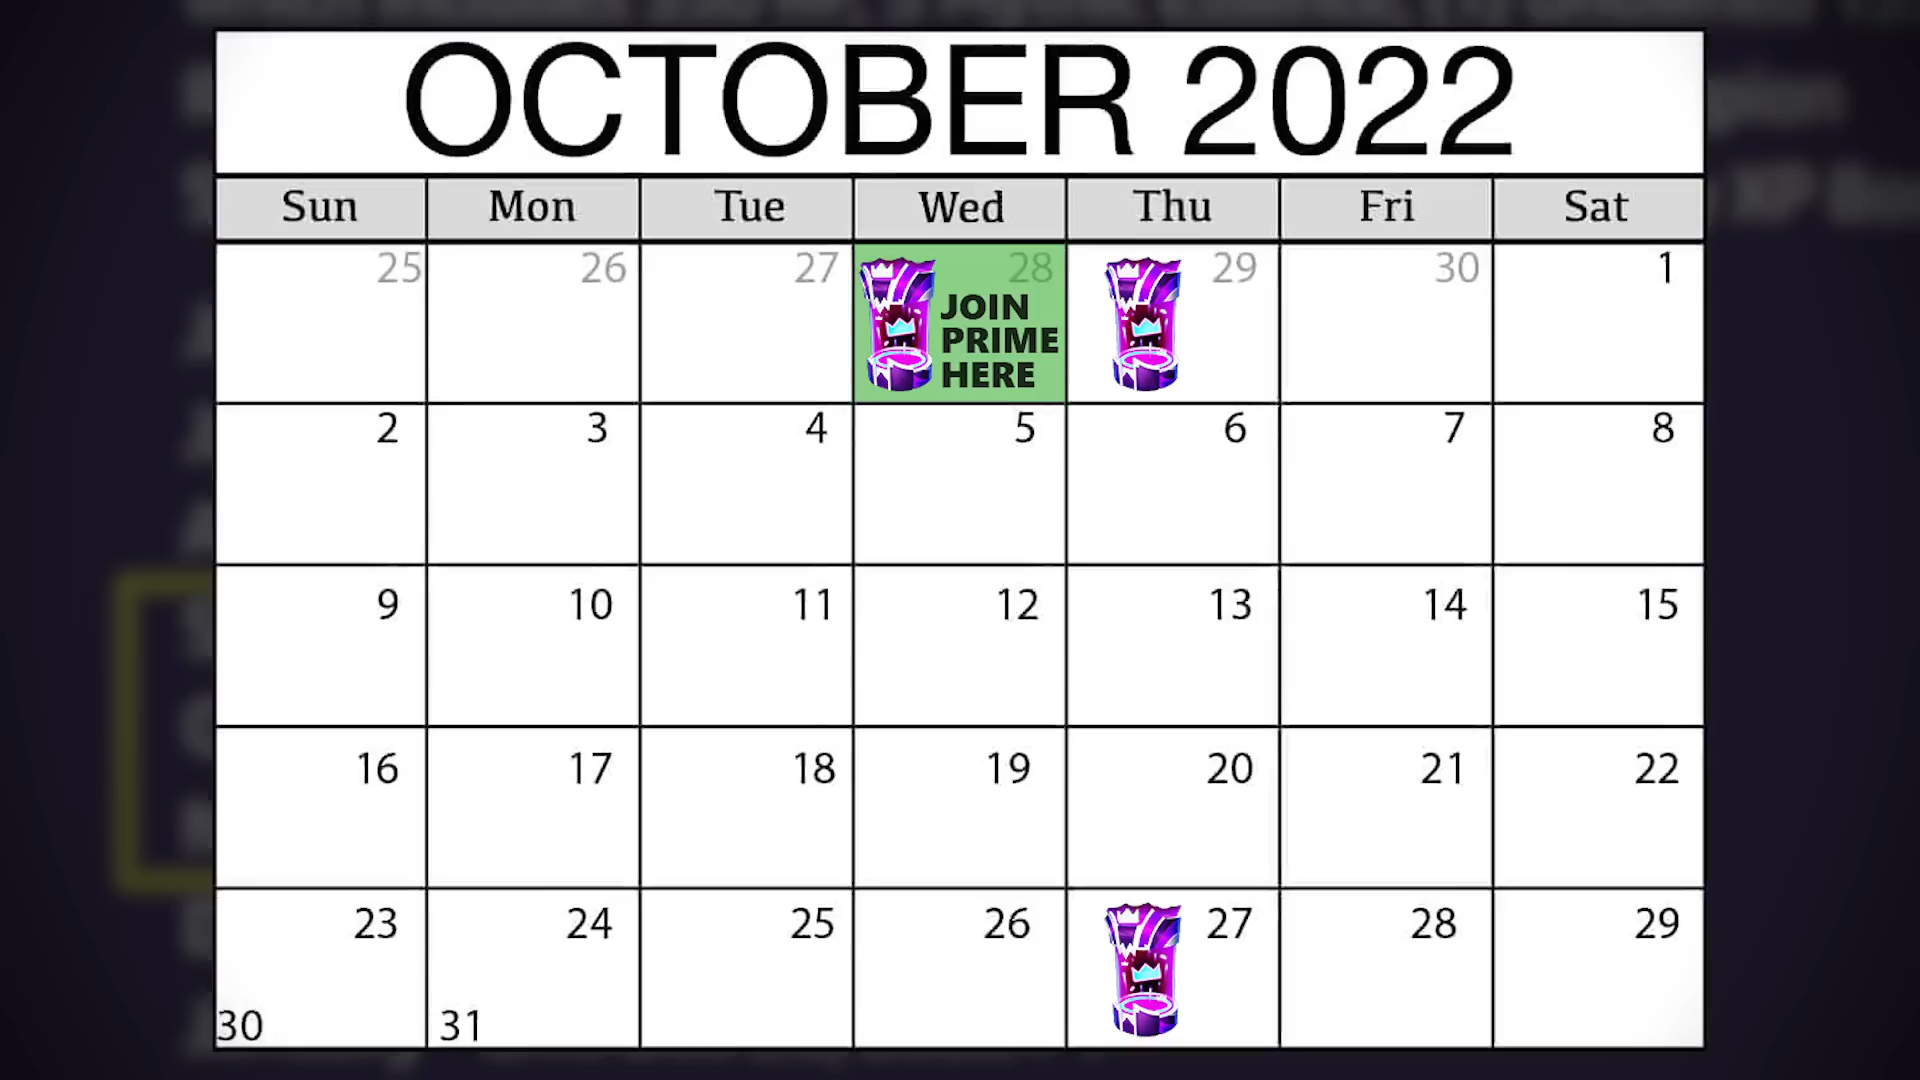 OCTOBER 2022
Sun Mon Tue Wed Thu Fri Sat
25 26 27 28 29 30 1
JOIN
PRIME
HERE
2 3 4 5 6 7 8
9 10 11 12 13 14 15
16 17 18 19 20 21 22
23 24 25 26 27 28 29
30 31